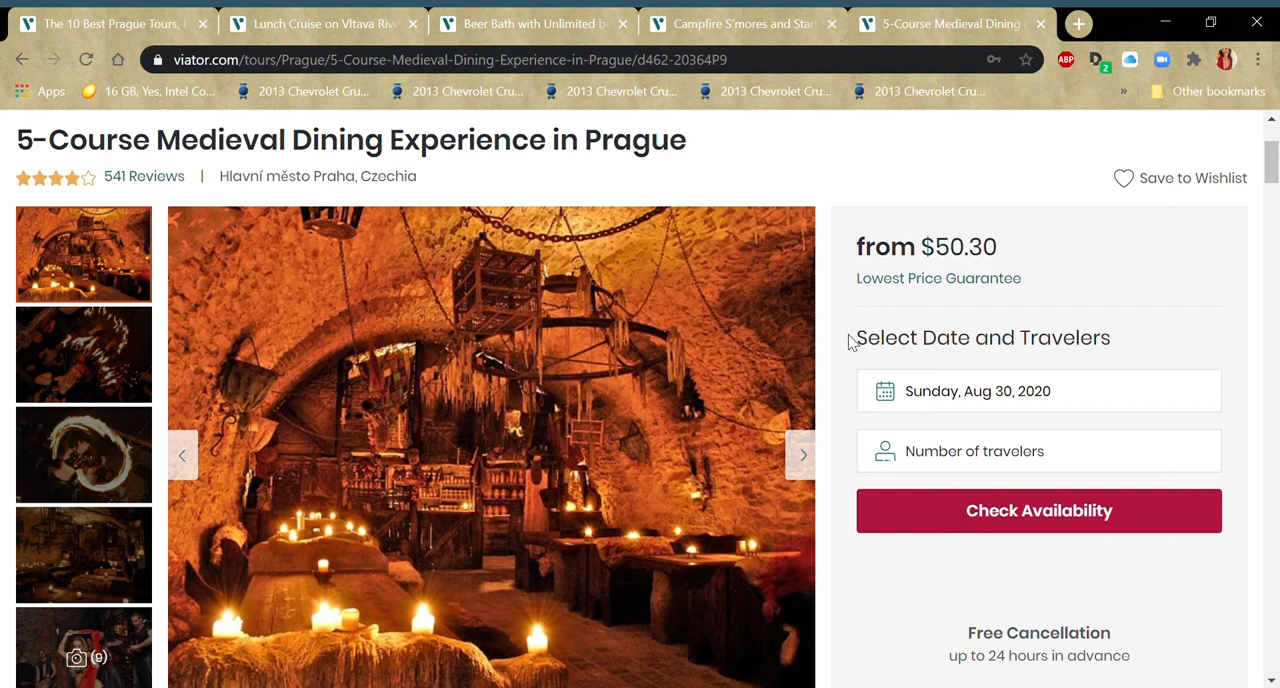 The 10 Best Prague Tours,
Lunch Cruise on Vltava Riv
Beer Bath with Unlimited b
Campfire S'mores and Star
5-Course Medieval Dining
viator.com/tours/Prague/5-Course-Medieval-Dining-Experience-in-Prague/d462-20364P9
ABP
2
Apps
16 GB, Yes, Intel Co...
2013 Chevrolet Cru...
2013 Chevrolet Cru...
2013 Chevrolet Cru...
2013 Chevrolet Cru...
2013 Chevrolet Cru...
»
Other bookmarks
5-Course Medieval Dining Experience in Prague
541 Reviews | Hlavní město Praha, Czechia
Save to Wishlist
from $50.30
Lowest Price Guarantee
Select Date and Travelers
Sunday, Aug 30, 2020
Number of travelers
Check Availability
Free Cancellation
up to 24 hours in advance
(9)